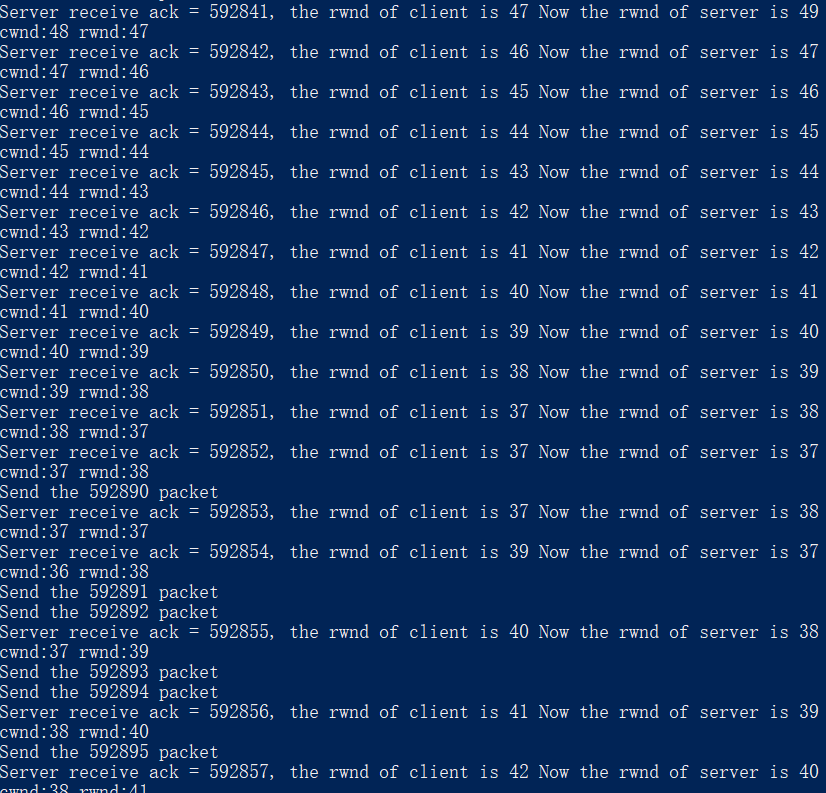 Server receive ack = 592841, the rwnd of client is 47 Now the rwnd of server is 49
cwnd:48 rwnd:47
Server receive ack = 592842, the rwnd of client is 46 Now the rwnd of server is 47
cwnd:47 rwnd:46
Server receive ack = 592843, the rwnd of client is 45 Now the rwnd of server is 46
cwnd:46 rwnd:45
Server receive ack = 592844, the rwnd of client is 44 Now the rwnd of server is 45
cwnd:45 rwnd:44
Server receive ack = 592845, the rwnd of client is 43 Now the rwnd of server is 44
cwnd:44 rwnd:43
Server receive ack = 592846, the rwnd of client is 42 Now the rwnd of server is 43
cwnd:43 rwnd:42
Server receive ack = 592847, the rwnd of client is 41 Now the rwnd of server is 42
cwnd:42 rwnd:41
Server receive ack = 592848, the rwnd of client is 40 Now the rwnd of server is 41
cwnd:41 rwnd:40
Server receive ack = 592849, the rwnd of client is 39 Now the rwnd of server is 40
cwnd:40 rwnd:39
Server receive ack = 592850, the rwnd of client is 38 Now the rwnd of server is 39
cwnd:39 rwnd:38
Server receive ack = 592851, the rwnd of client is 37 Now the rwnd of server is 38
cwnd:38 rwnd:37
Server receive ack = 592852, the rwnd of client is 37 Now the rwnd of server is 37
cwnd:37 rwnd:38
Send the 592890 packet
Server receive ack = 592853, the rwnd of client is 37 Now the rwnd of server is 38
cwnd:37 rwnd:37
Server receive ack = 592854, the rwnd of client is 39 Now the rwnd of server is 37
cwnd:36 rwnd:38
Send the 592891 packet
Send the 592892 packet
Server receive ack = 592855, the rwnd of client is 40 Now the rwnd of server is 38
cwnd:37 rwnd:39
Send the 592893 packet
Send the 592894 packet
Server receive ack = 592856, the rwnd of client is 41 Now the rwnd of server is 39
cwnd:38 rwnd:40
Send the 592895 packet
Server receive ack = 592857, the rwnd of client is 42 Now the rwnd of server is 40
cwnd:38 rwnd:41